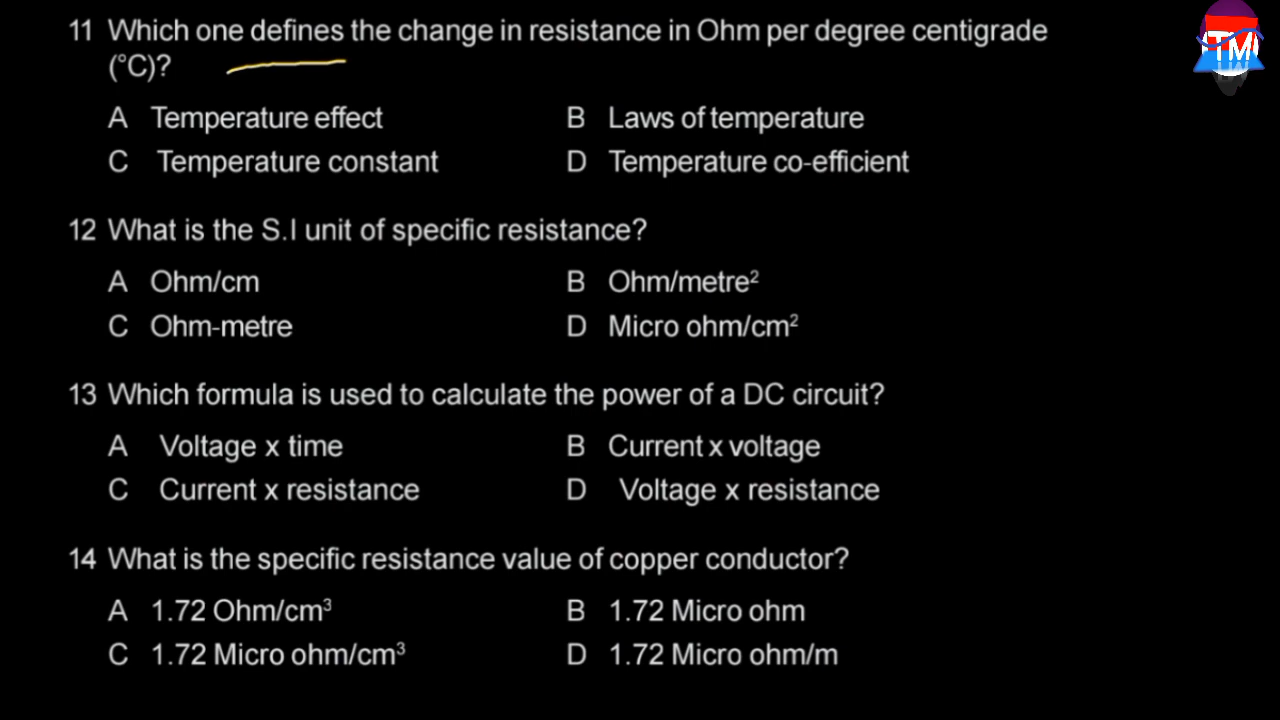 11 Which one defines the change in resistance in Ohm per degree centigrade
(°C)?
A Temperature effect B Laws of temperature
C Temperature constant D Temperature co-efficient
12 What is the S.I unit of specific resistance?
A Ohm/cm B Ohm/metre²
C Ohm-metre D Micro ohm/cm²
13 Which formula is used to calculate the power of a DC circuit?
A Voltage x time B Current x voltage
C Current x resistance D Voltage x resistance
14 What is the specific resistance value of copper conductor?
A 1.72 Ohm/cm³ B 1.72 Micro ohm
C 1.72 Micro ohm/cm³ D 1.72 Micro ohm/m
TM